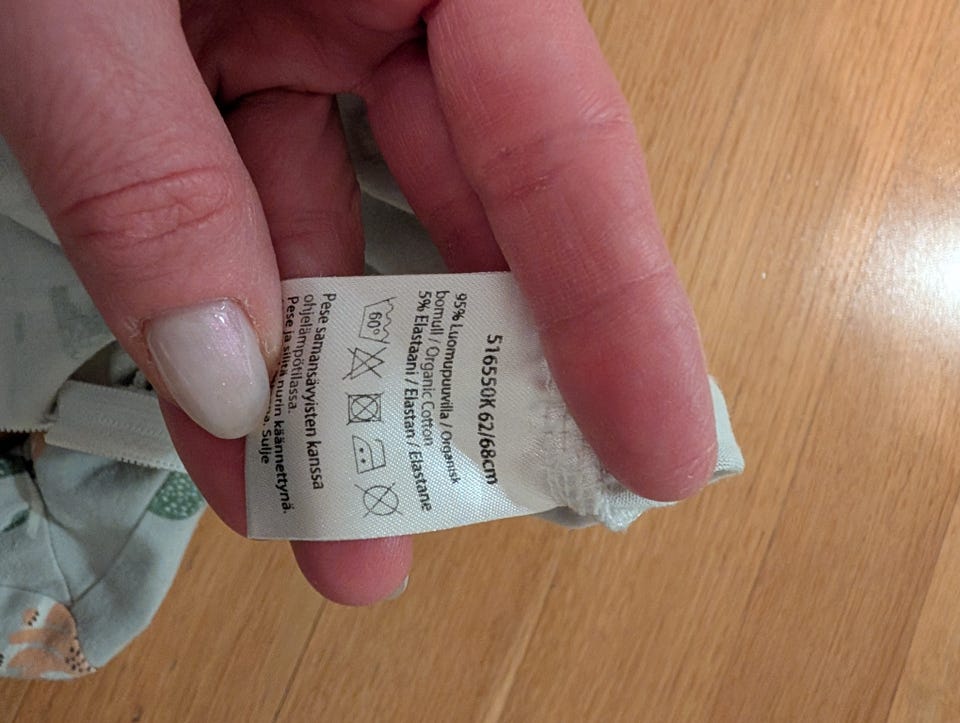 516550K 62/68cm
95% Luomupuuvilla / Organisk
bomull / Organic Cotton
5% Elastaani / Elastan / Elastane
60°
Pese samansävyisten kanssa
ohjelämpötilassa.
Pese ja silitä nurin käännettynä.
Sulje